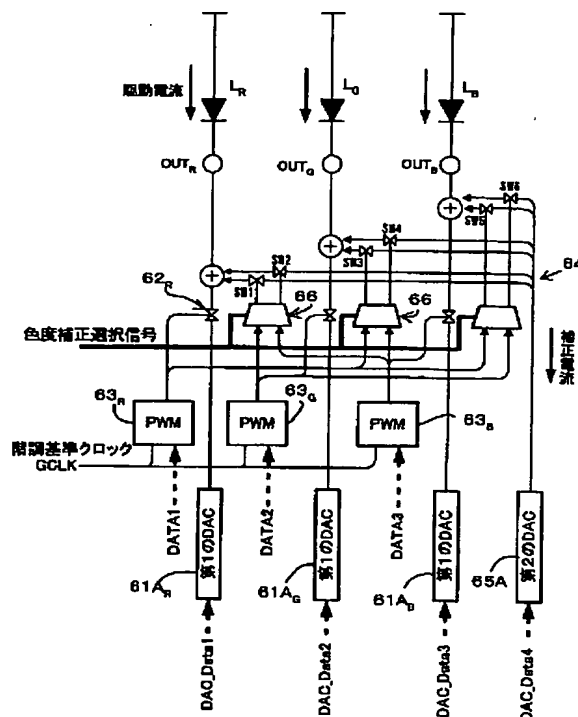 駆動電流
L_R
L_G
L_B
OUT_R
OUT_G
OUT_B
SW6
SW5
SW4
SW3
SW2
SW1
62_R
64
66
66
色度補正選択信号
補正電流
63_R
63_G
63_B
PWM
PWM
PWM
階調基準クロック
GCLK
DATA1
DATA2
DATA3
第1のDAC
第1のDAC
第1のDAC
第2のDAC
61A_R
61A_G
61A_B
65A
DAC_Data1
DAC_Data2
DAC_Data3
DAC_Data4